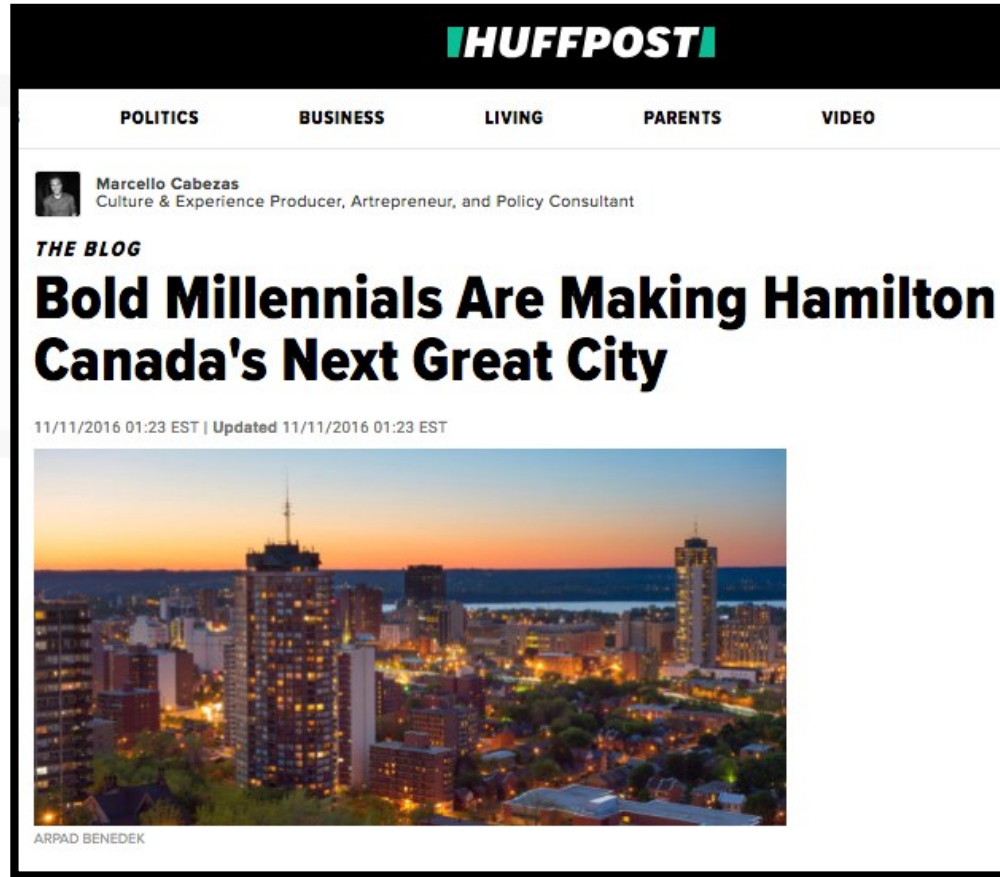 HUFFPOST
POLITICS BUSINESS LIVING PARENTS VIDEO
Marcello Cabezas
Culture & Experience Producer, Artrepreneur, and Policy Consultant
THE BLOG
Bold Millennials Are Making Hamilton
Canada's Next Great City
11/11/2016 01:23 EST | Updated 11/11/2016 01:23 EST
ARPAD BENEDEK